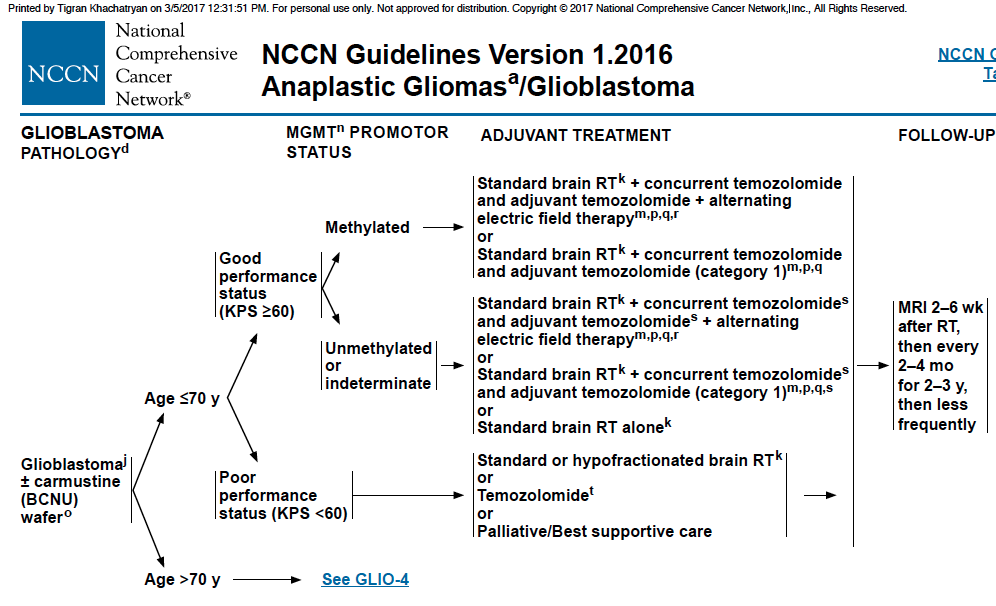 Printed by Tigran Khachatryan on 3/5/2017 12:31:51 PM. For personal use only. Not approved for distribution. Copyright © 2017 National Comprehensive Cancer Network,Iinc., All Rights Reserved.
National
Comprehensive
Cancer
Network®
NCCN
NCCN Guidelines Version 1.2016
Anaplastic Gliomasᵃ/Glioblastoma
NCCN G
Ta
GLIOBLASTOMA
PATHOLOGYᵈ
MGMTⁿ PROMOTOR
STATUS
ADJUVANT TREATMENT
FOLLOW-UP
Glioblastomaʲ
± carmustine
(BCNU)
waferᵒ
Age ≤70 y
Age >70 y
See GLIO-4
Good
performance
status
(KPS ≥60)
Poor
performance
status (KPS <60)
Methylated
Unmethylated
or
indeterminate
Standard brain RTᵏ + concurrent temozolomide
and adjuvant temozolomide + alternating
electric field therapyᵐ,ᵖ,q,ʳ
or
Standard brain RTᵏ + concurrent temozolomide
and adjuvant temozolomide (category 1)ᵐ,ᵖ,q
Standard brain RTᵏ + concurrent temozolomideˢ
and adjuvant temozolomideˢ + alternating
electric field therapyᵐ,ᵖ,q,ʳ
or
Standard brain RTᵏ + concurrent temozolomideˢ
and adjuvant temozolomide (category 1)ᵐ,ᵖ,q,ˢ
or
Standard brain RT aloneᵏ
Standard or hypofractionated brain RTᵏ
or
Temozolomideᵗ
or
Palliative/Best supportive care
MRI 2–6 wk
after RT,
then every
2–4 mo
for 2–3 y,
then less
frequently